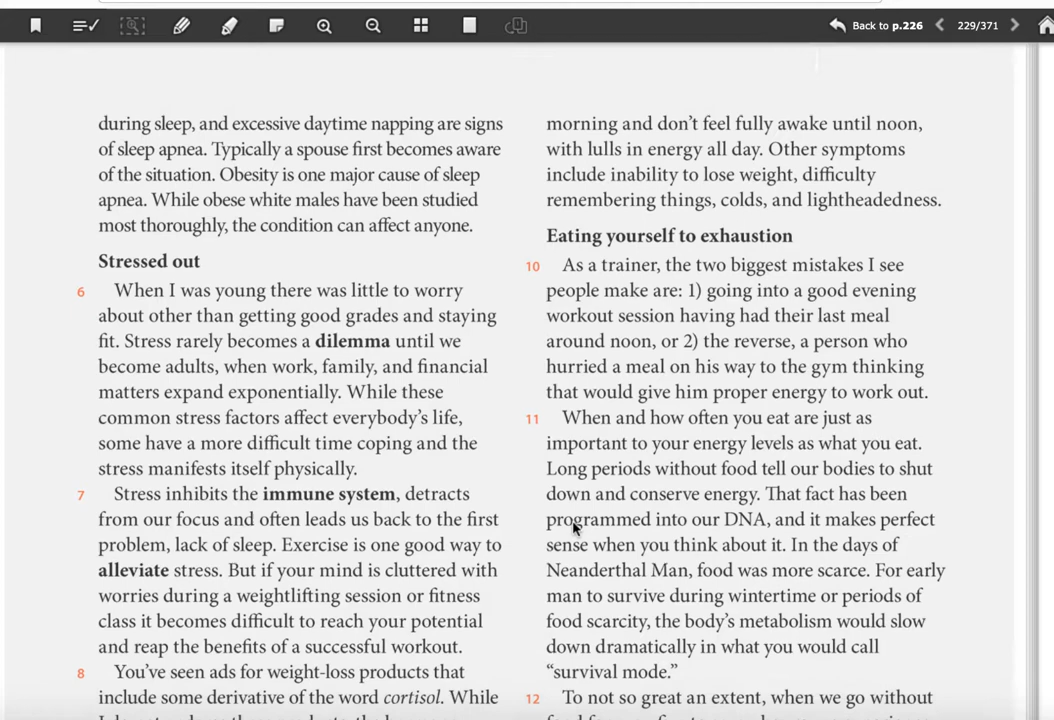 Back to p.226
229/371
during sleep, and excessive daytime napping are signs
of sleep apnea. Typically a spouse first becomes aware
of the situation. Obesity is one major cause of sleep
apnea. While obese white males have been studied
most thoroughly, the condition can affect anyone.
Stressed out
6 When I was young there was little to worry
about other than getting good grades and staying
fit. Stress rarely becomes a dilemma until we
become adults, when work, family, and financial
matters expand exponentially. While these
common stress factors affect everybody’s life,
some have a more difficult time coping and the
stress manifests itself physically.
7 Stress inhibits the immune system, detracts
from our focus and often leads us back to the first
problem, lack of sleep. Exercise is one good way to
alleviate stress. But if your mind is cluttered with
worries during a weightlifting session or fitness
class it becomes difficult to reach your potential
and reap the benefits of a successful workout.
8 You’ve seen ads for weight-loss products that
include some derivative of the word cortisol. While
morning and don’t feel fully awake until noon,
with lulls in energy all day. Other symptoms
include inability to lose weight, difficulty
remembering things, colds, and lightheadedness.
Eating yourself to exhaustion
10 As a trainer, the two biggest mistakes I see
people make are: 1) going into a good evening
workout session having had their last meal
around noon, or 2) the reverse, a person who
hurried a meal on his way to the gym thinking
that would give him proper energy to work out.
11 When and how often you eat are just as
important to your energy levels as what you eat.
Long periods without food tell our bodies to shut
down and conserve energy. That fact has been
programmed into our DNA, and it makes perfect
sense when you think about it. In the days of
Neanderthal Man, food was more scarce. For early
man to survive during wintertime or periods of
food scarcity, the body’s metabolism would slow
down dramatically in what you would call
“survival mode.”
12 To not so great an extent, when we go without